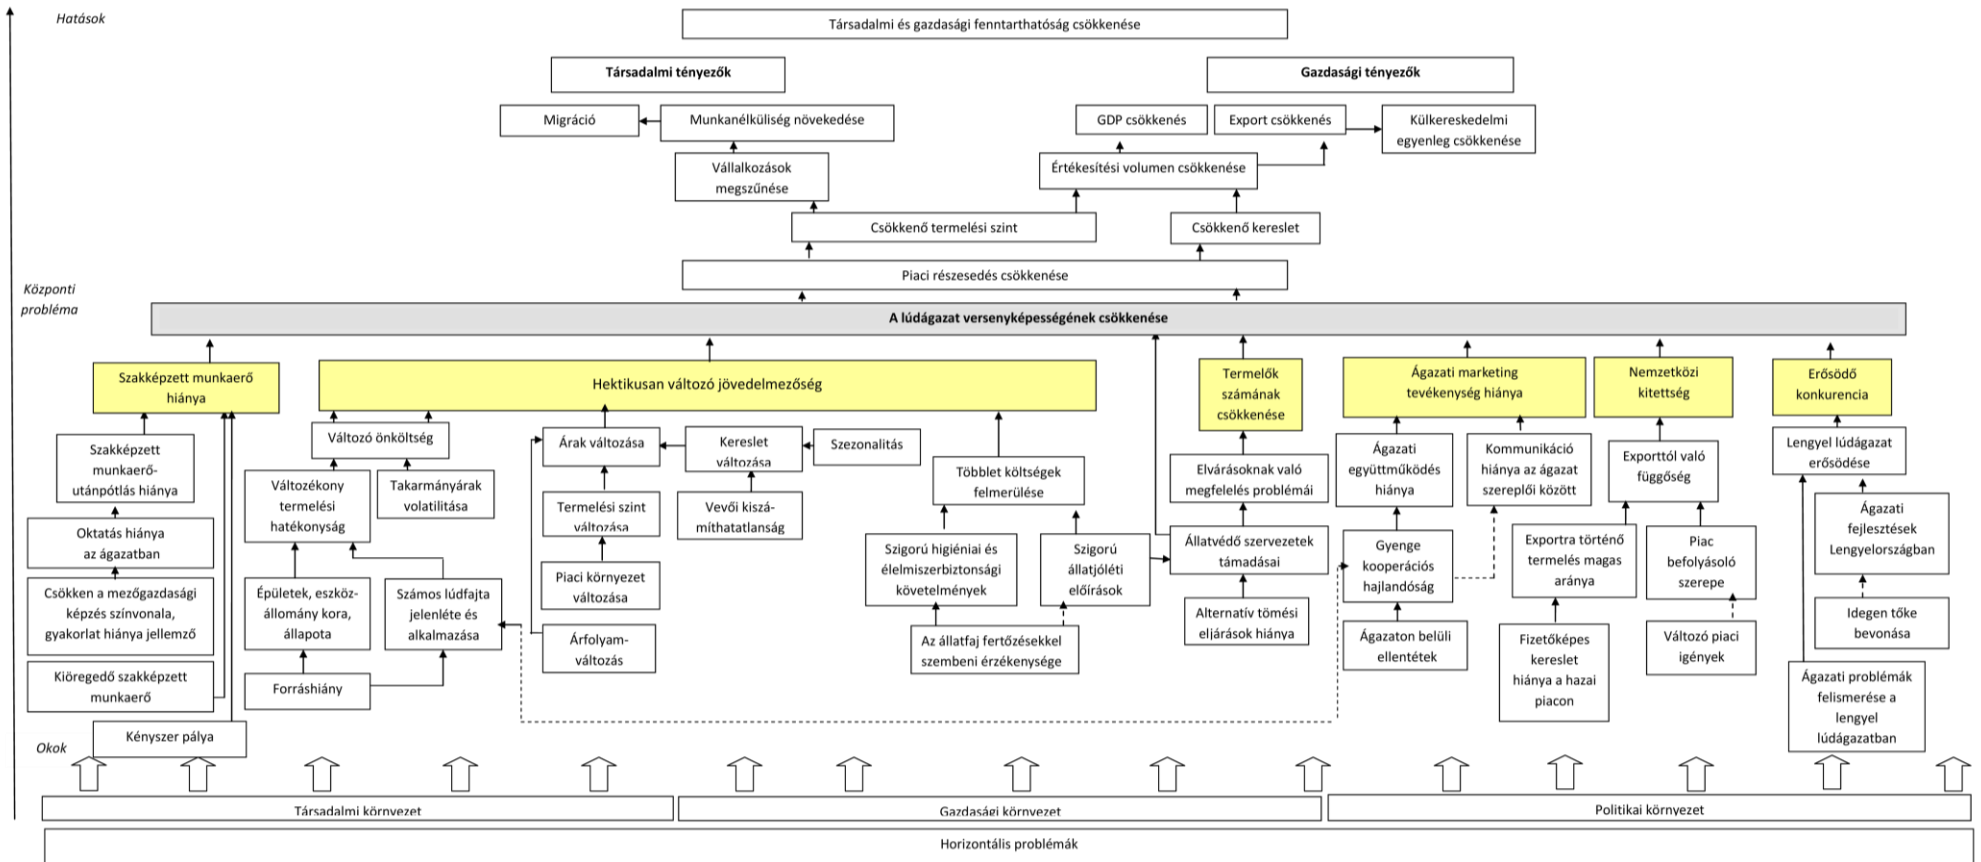 Hatások
Társadalmi és gazdasági fenntarthatóság csökkenése
Társadalmi tényezők
Gazdasági tényezők
Migráció
Munkanélküliség növekedése
GDP csökkenés
Export csökkenés
Külkereskedelmi
egyenleg csökkenése
Vállalkozások
megszűnése
Értékesítési volumen csökkenése
Csökkenő termelési szint
Csökkenő kereslet
Piaci részesedés csökkenése
Központi
probléma
A lúdágazat versenyképességének csökkenése
Szakképzett munkaerő
hiánya
Hektikusan változó jövedelmezőség
Termelők
számának
csökkenése
Ágazati marketing
tevékenység hiánya
Nemzetközi
kitettség
Erősödő
konkurencia
Szakképzett
munkaerő-
utánpótlás hiánya
Oktatás hiánya
az ágazatban
Csökken a mezőgazdasági
képzés színvonala,
gyakorlat hiánya jellemző
Kiöregedő szakképzett
munkaerő
Kényszer pálya
Változó önköltség
Változékony
termelési
hatékonyság
Takarmányárak
volatilitása
Épületek, eszköz-
állomány kora,
állapota
Számos lúdfajta
jelenléte és
alkalmazása
Forráshiány
Árak változása
Kereslet
változása
Szezonalitás
Termelési szint
változása
Vevői kiszá-
míthatatlanság
Piaci környezet
változása
Árfolyam-
változás
Többlet költségek
felmerülése
Szigorú higiéniai és
élelmiszerbiztonsági
követelmények
Szigorú
állatjóléti
előírások
Az állatfaj fertőzésekkel
szembeni érzékenysége
Elvárásoknak való
megfelelés problémái
Állatvédő szervezetek
támadásai
Alternatív tömési
eljárások hiánya
Ágazati
együttműködés
hiánya
Kommunikáció
hiánya az ágazat
szereplői között
Gyenge
kooperációs
hajlandóság
Ágazaton belüli
ellentétek
Exporttól való
függőség
Exportra történő
termelés magas
aránya
Piac
befolyásoló
szerepe
Fizetőképes
kereslet
hiánya a hazai
piacon
Változó piaci
igények
Lengyel lúdágazat
erősödése
Ágazati
fejlesztések
Lengyelországban
Idegen tőke
bevonása
Ágazati problémák
felismerése a
lengyel
lúdágazatban
Okok
Társadalmi környezet
Gazdasági környezet
Politikai környezet
Horizontális problémák